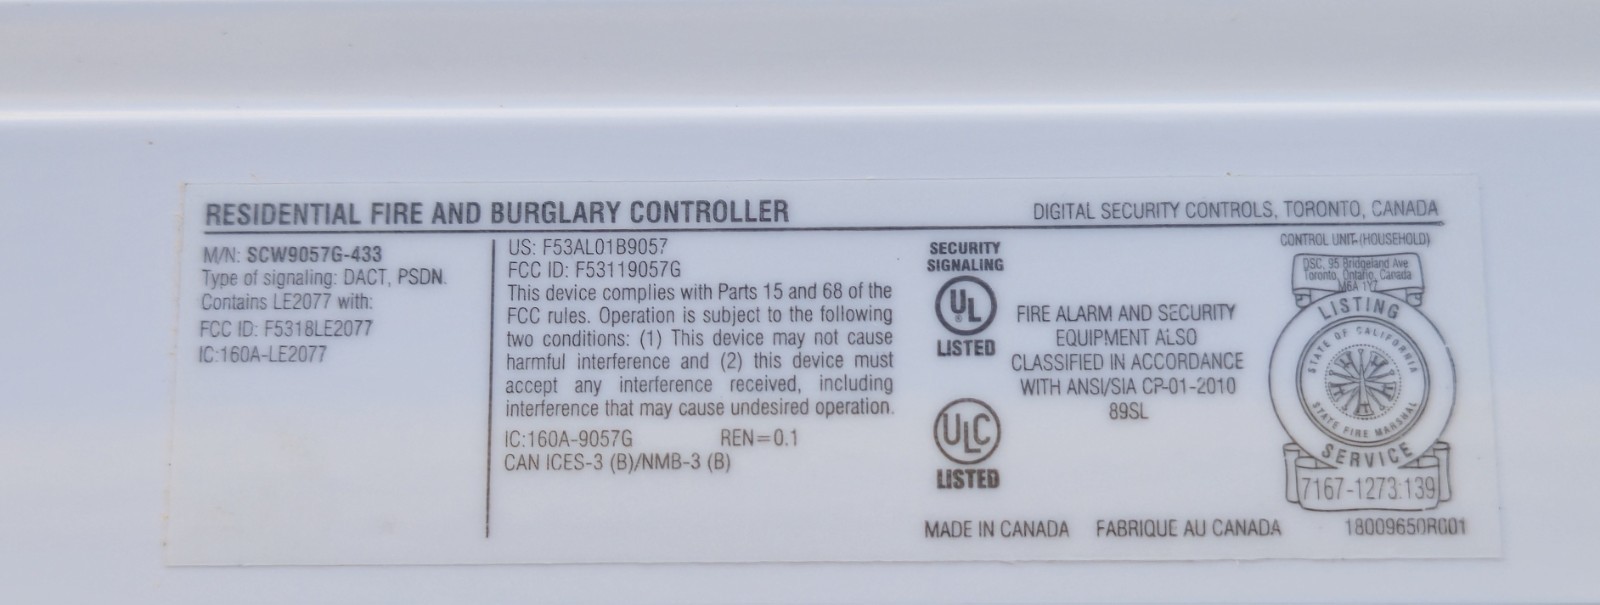 RESIDENTIAL FIRE AND BURGLARY CONTROLLER
DIGITAL SECURITY CONTROLS, TORONTO, CANADA
M/N: SCW9057G-433
Type of signaling: DACT, PSDN.
Contains LE2077 with:
FCC ID: F5318LE2077
IC:160A-LE2077
US: F53AL01B9057
FCC ID: F53119057G
This device complies with Parts 15 and 68 of the
FCC rules. Operation is subject to the following
two conditions: (1) This device may not cause
harmful interference and (2) this device must
accept any interference received, including
interference that may cause undesired operation.
IC:160A-9057G REN=0.1
CAN ICES-3 (B)/NMB-3 (B)
SECURITY
SIGNALING
UL
®
LISTED
ULC
LISTED
FIRE ALARM AND SECURITY
EQUIPMENT ALSO
CLASSIFIED IN ACCORDANCE
WITH ANSI/SIA CP-01-2010
89SL
CONTROL UNIT-(HOUSEHOLD)
DSC, 95 Bridgeland Ave
Toronto, Ontario, Canada
M6A 1Y7
LISTING
STATE OF CALIFORNIA
STATE FIRE MARSHAL
SERVICE
7167-1273:139
MADE IN CANADA FABRIQUE AU CANADA 18009650R001